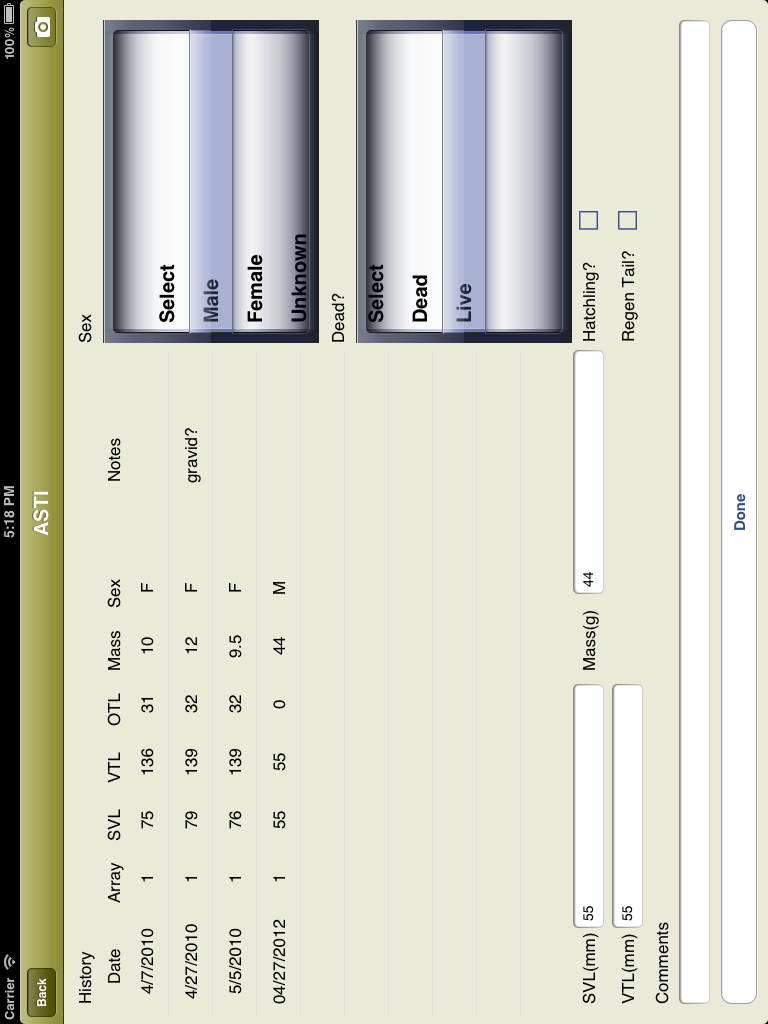 Carrier 5:18 PM 100%
Back ASTI
History
Date Array SVL VTL OTL Mass Sex Notes
4/7/2010 1 75 136 31 10 F
4/27/2010 1 79 139 32 12 F gravid?
5/5/2010 1 76 139 32 9.5 F
04/27/2012 1 55 55 0 44 M
Sex
Select
Male
Female
Unknown
Dead?
Select
Dead
Live
SVL(mm) 55 Mass(g) 44 Hatchling?
VTL(mm) 55 Regen Tail?
Comments
Done